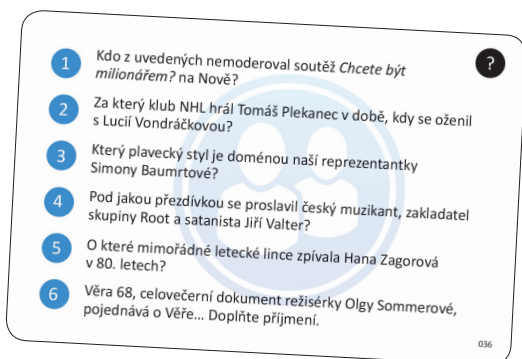 ?
1 Kdo z uvedených nemoderoval soutěž Chcete být
milionářem? na Nově?
2 Za který klub NHL hrál Tomáš Plekanec v době, kdy se oženil
s Lucií Vondráčkovou?
3 Který plavecký styl je doménou naší reprezentantky
Simony Baumrtové?
4 Pod jakou přezdívkou se proslavil český muzikant, zakladatel
skupiny Root a satanista Jiří Valter?
5 O které mimořádné letecké lince zpívala Hana Zagorová
v 80. letech?
6 Věra 68, celovečerní dokument režisérky Olgy Sommerové,
pojednává o Věře... Doplňte příjmení.
036